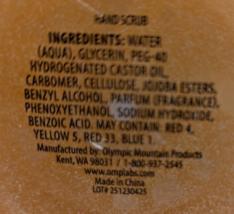 HAND SCRUB
INGREDIENTS: WATER
(AQUA), GLYCERIN, PEG-40
HYDROGENATED CASTOR OIL,
CARBOMER, CELLULOSE, JOJOBA ESTERS,
BENZYL ALCOHOL, PARFUM (FRAGRANCE),
PHENOXYETHANOL, SODIUM HYDROXIDE,
BENZOIC ACID. MAY CONTAIN: RED 4,
YELLOW 5, RED 33, BLUE 1.
Manufactured by: Olympic Mountain Products
Kent, WA 98031 / 1-800-937-2545
www.omplabs.com
Made in China
LOT# 251230425